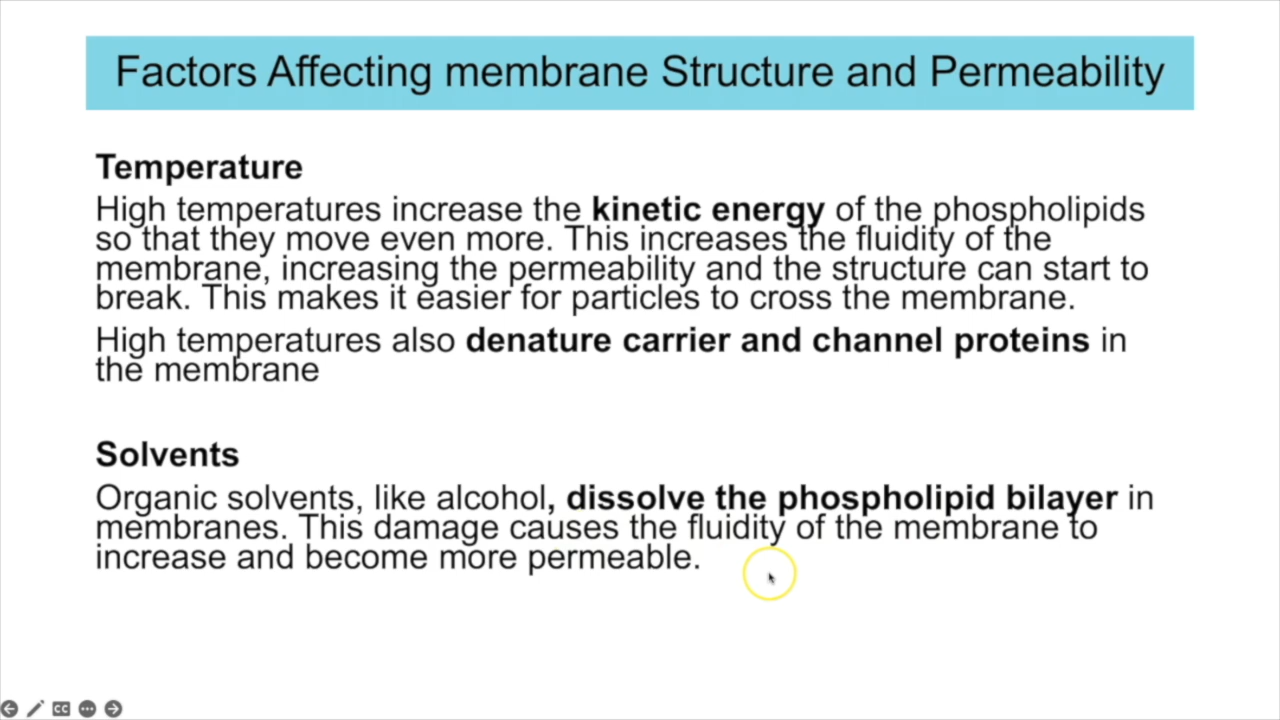 Factors Affecting membrane Structure and Permeability
Temperature
High temperatures increase the kinetic energy of the phospholipids
so that they move even more. This increases the fluidity of the
membrane, increasing the permeability and the structure can start to
break. This makes it easier for particles to cross the membrane.
High temperatures also denature carrier and channel proteins in
the membrane
Solvents
Organic solvents, like alcohol, dissolve the phospholipid bilayer in
membranes. This damage causes the fluidity of the membrane to
increase and become more permeable.
CC